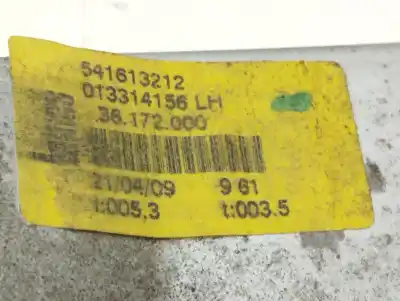 541613212
013314156 LH
36.172.000
21/04/09 9 61
t:005.3 t:003.5